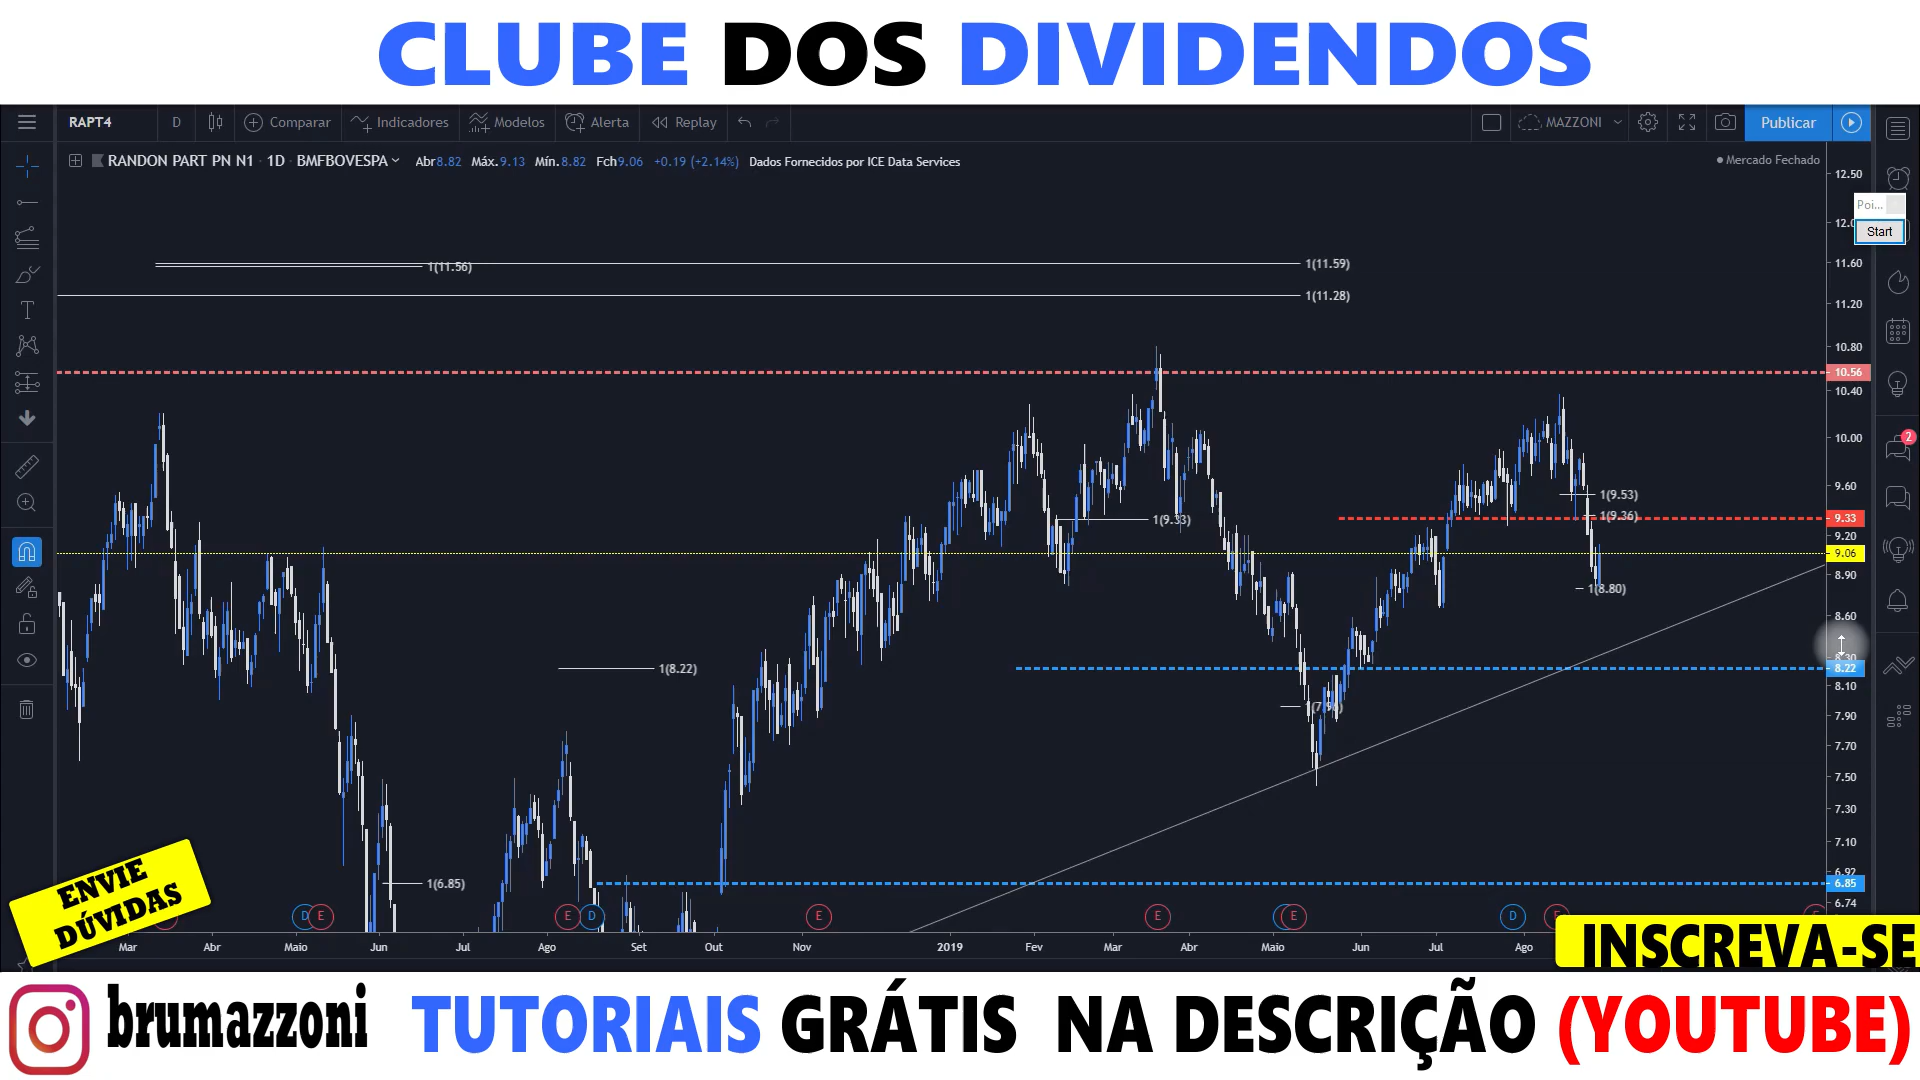 CLUBE DOS DIVIDENDOS
RAPT4 D Comparar Indicadores Modelos Alerta Replay MAZZONI Publicar
RANDON PART PN N1 · 1D · BMFBOVESPA Abr8.82 Máx.9.13 Mín.8.82 Fch9.06 +0.19 (+2.14%) Dados Fornecidos por ICE Data Services
Mercado Fechado
12.50
Poi...
12.0
Start
1(11.56)
1(11.59)
11.60
1(11.28)
11.20
10.80
10.56
10.40
10.00
2
9.60
1(9.53)
1(9.33)
1(9.36)
9.33
9.20
9.06
8.90
1(8.80)
8.60
8.30
1(8.22)
8.22
8.10
7.90
7.70
7.50
7.30
7.10
6.92
1(6.85)
6.85
6.74
D E E D E E E D E
Mar Abr Maio Jun Jul Ago Set Out Nov 2019 Fev Mar Abr Maio Jun Jul Ago
ENVIE
DÚVIDAS
INSCREVA-SE
brumazzoni TUTORIAIS GRÁTIS NA DESCRIÇÃO (YOUTUBE)